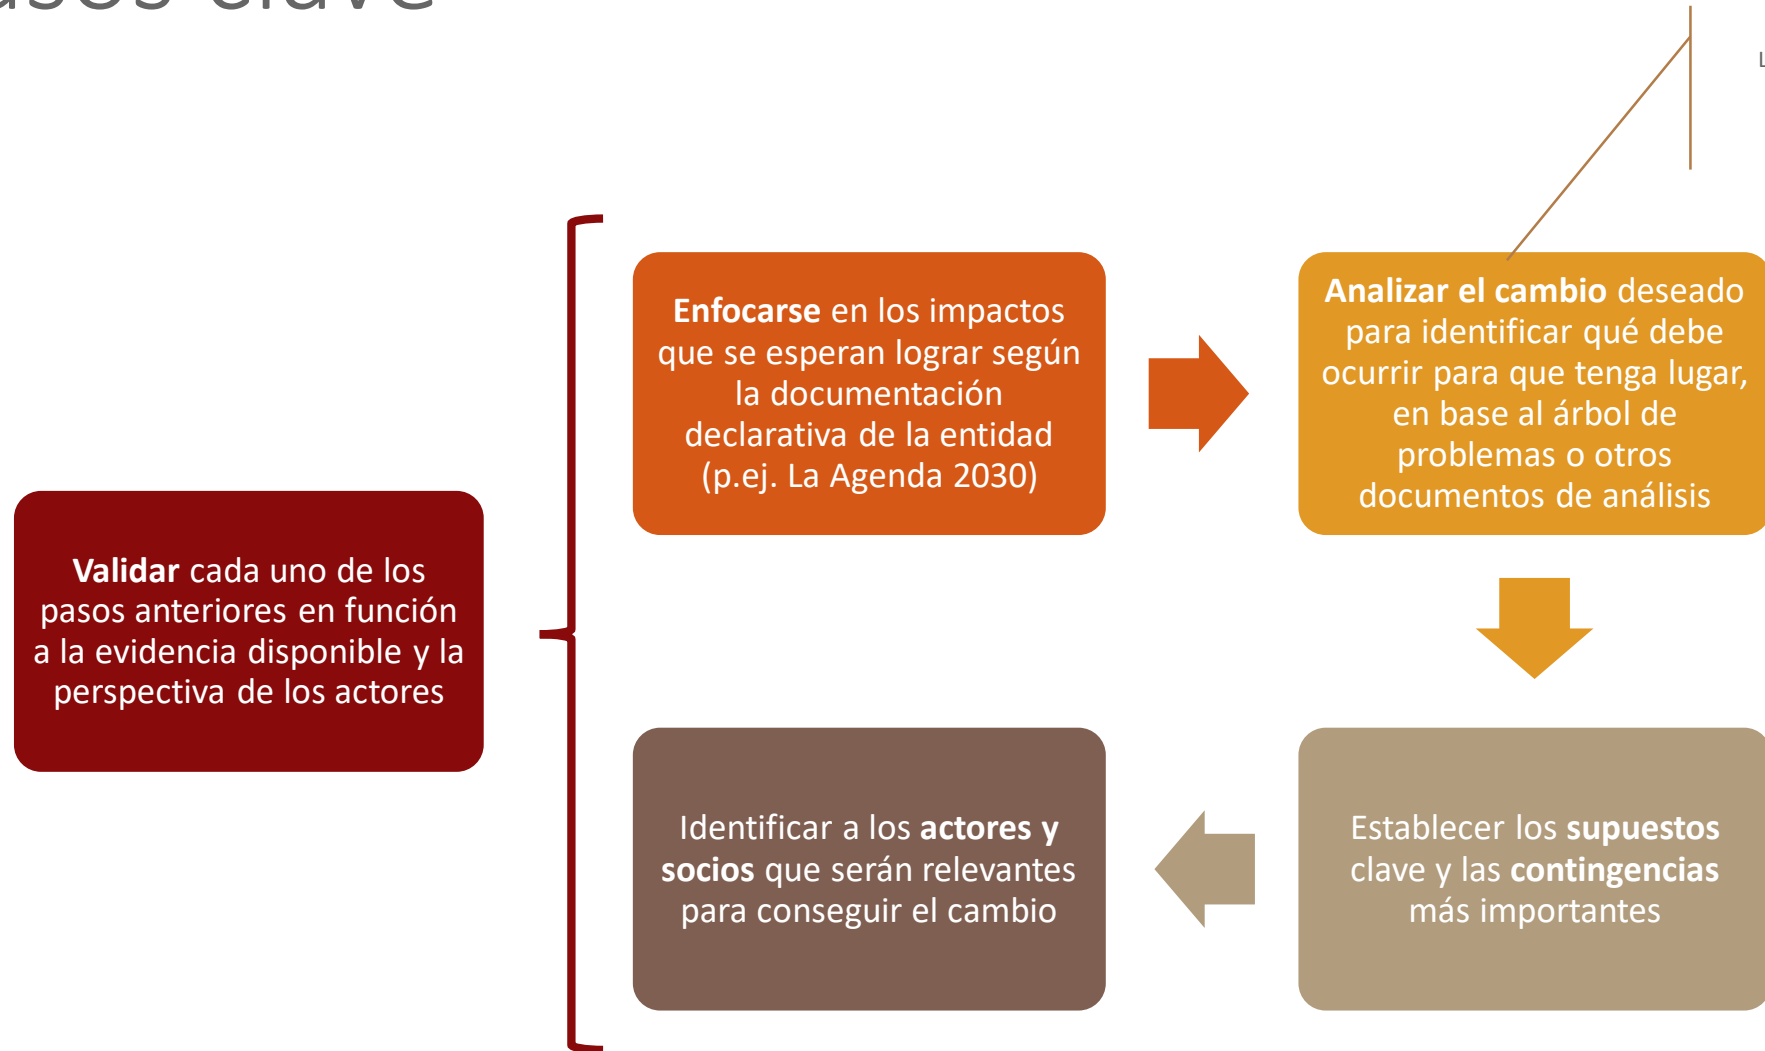 clave
Validar cada uno de los
pasos anteriores en función
a la evidencia disponible y la
perspectiva de los actores
Enfocarse en los impactos
que se esperan lograr según
la documentación
declarativa de la entidad
(p.ej. La Agenda 2030)
Analizar el cambio deseado
para identificar qué debe
ocurrir para que tenga lugar,
en base al árbol de
problemas o otros
documentos de análisis
Establecer los supuestos
clave y las contingencias
más importantes
Identificar a los actores y
socios que serán relevantes
para conseguir el cambio